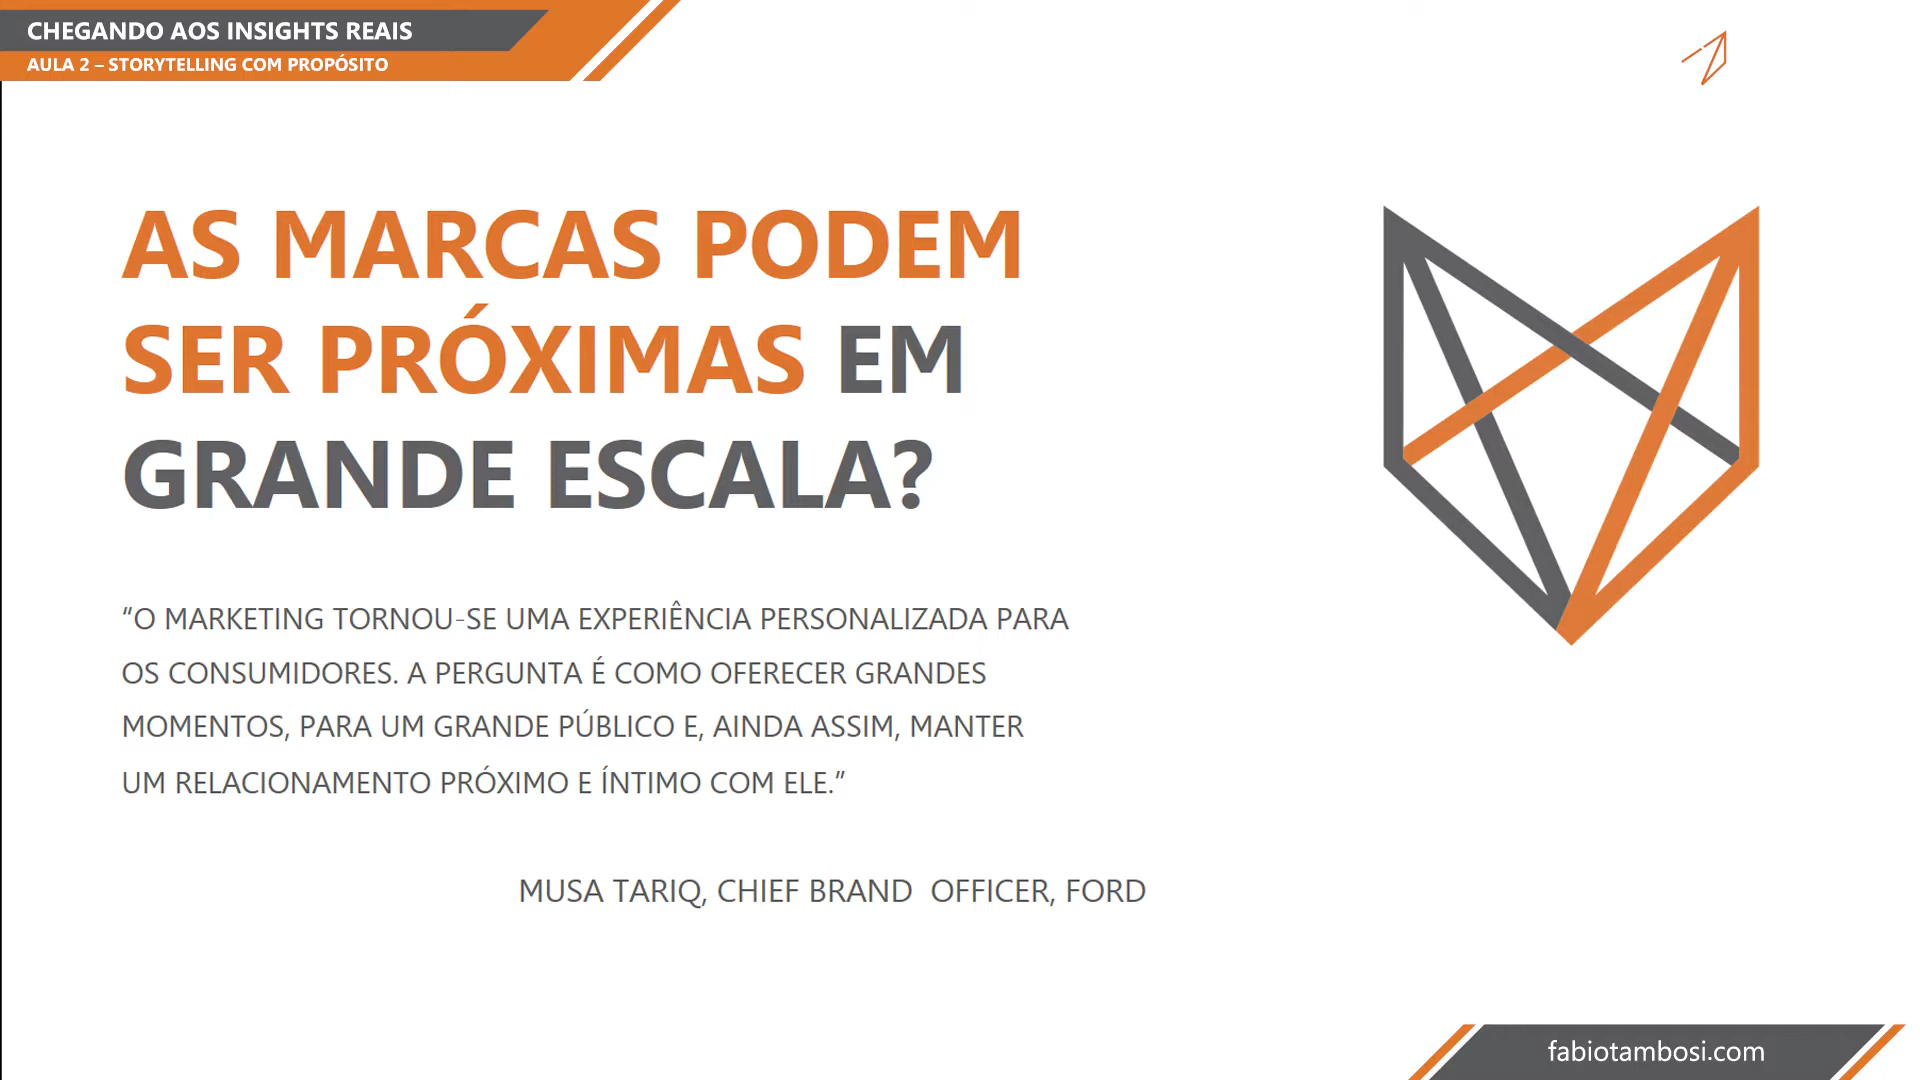 CHEGANDO AOS INSIGHTS REAIS
AULA 2 – STORYTELLING COM PROPÓSITO
AS MARCAS PODEM
SER PRÓXIMAS EM
GRANDE ESCALA?
“O MARKETING TORNOU-SE UMA EXPERIÊNCIA PERSONALIZADA PARA
OS CONSUMIDORES. A PERGUNTA É COMO OFERECER GRANDES
MOMENTOS, PARA UM GRANDE PÚBLICO E, AINDA ASSIM, MANTER
UM RELACIONAMENTO PRÓXIMO E ÍNTIMO COM ELE.”
MUSA TARIQ, CHIEF BRAND  OFFICER, FORD
fabiotambosi.com